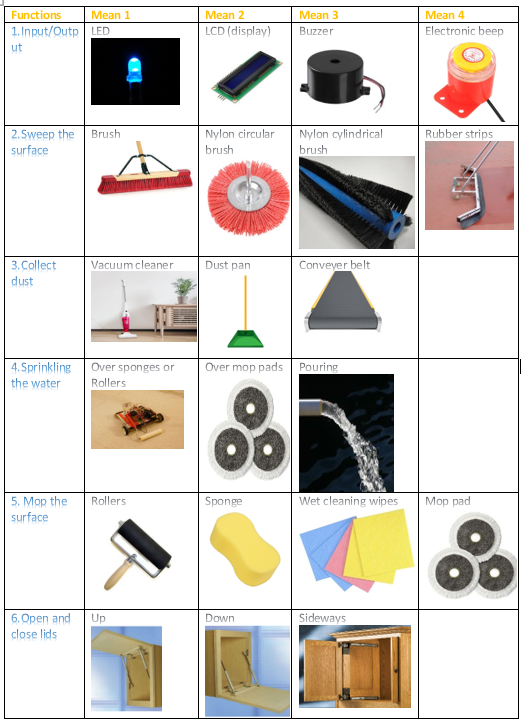 Functions Mean 1 Mean 2 Mean 3 Mean 4
1.Input/Outp
ut
LED
LCD (display)
Buzzer
Electronic beep
2.Sweep the
surface
Brush
Nylon circular
brush
Nylon cylindrical
brush
Rubber strips
3.Collect
dust
Vacuum cleaner
Dust pan
Conveyer belt
4.Sprinkling
the water
Over sponges or
Rollers
Over mop pads
Pouring
5. Mop the
surface
Rollers
Sponge
Wet cleaning wipes
Mop pad
6.Open and
close lids
Up
Down
Sideways